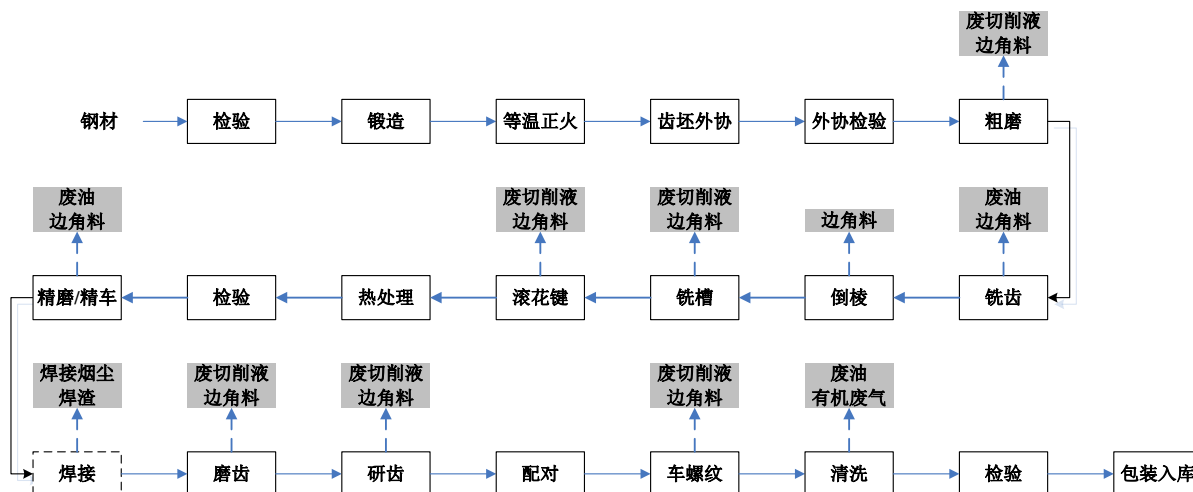 废切削液
边角料
钢材
检验
锻造
等温正火
齿坯外协
外协检验
粗磨
废油
边角料
废切削液
边角料
废切削液
边角料
边角料
废油
边角料
精磨/精车
检验
热处理
滚花键
铣槽
倒棱
铣齿
焊接烟尘
焊渣
废切削液
边角料
废切削液
边角料
废切削液
边角料
废油
有机废气
焊接
磨齿
研齿
配对
车螺纹
清洗
检验
包装入库